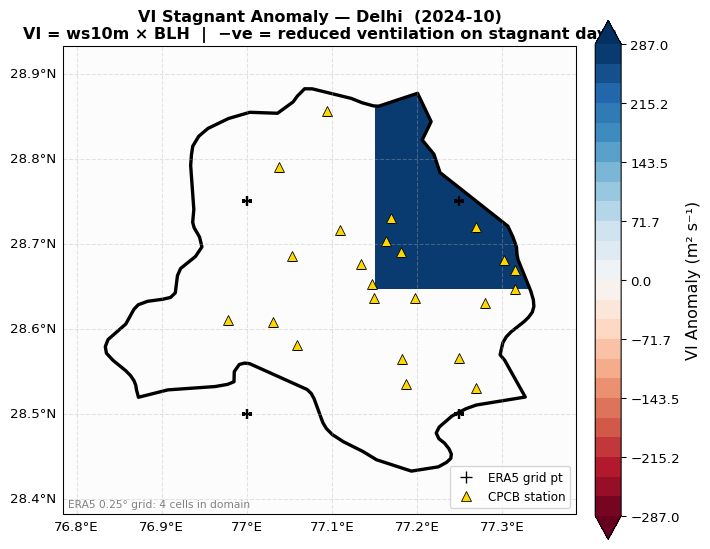 VI Stagnant Anomaly — Delhi  (2024-10)
VI = ws10m × BLH  |  −ve = reduced ventilation on stagnant day
28.9°N
28.8°N
28.7°N
28.6°N
28.5°N
28.4°N
76.8°E
76.9°E
77°E
77.1°E
77.2°E
77.3°E
ERA5 0.25° grid: 4 cells in domain
ERA5 grid pt
CPCB station
287.0
215.2
143.5
71.7
0.0
−71.7
−143.5
−215.2
−287.0
VI Anomaly (m² s⁻¹)